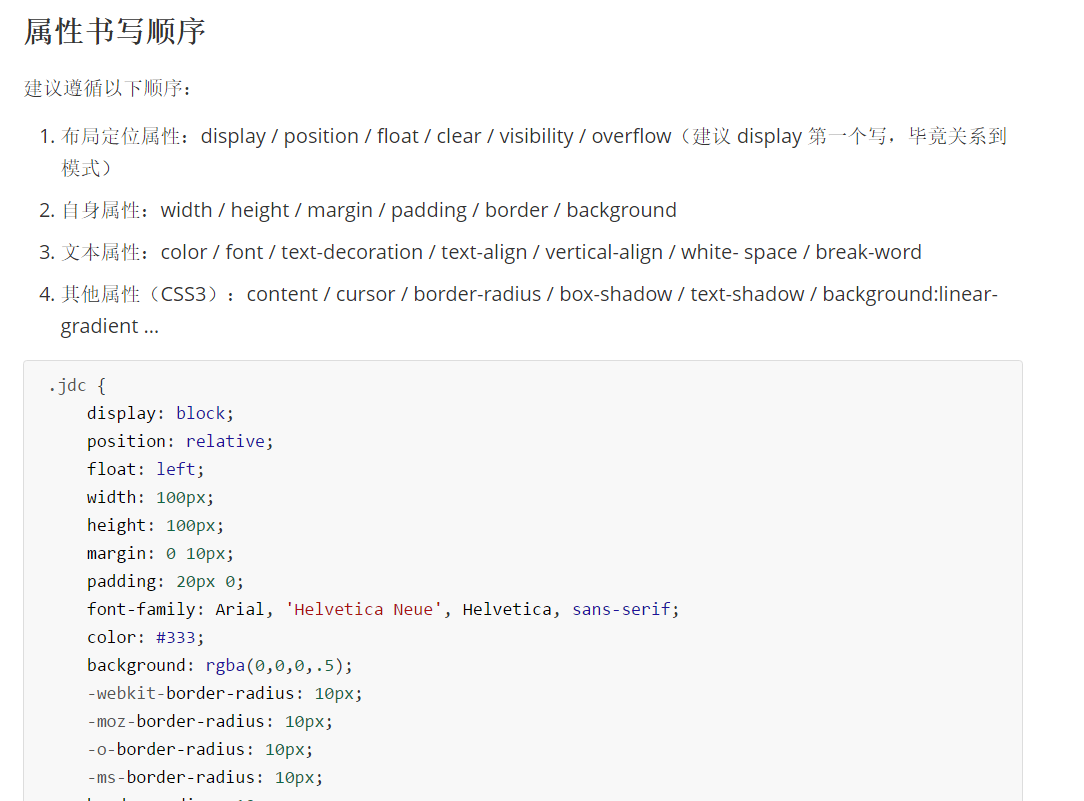 属性书写顺序
建议遵循以下顺序：
1. 布局定位属性：display / position / float / clear / visibility / overflow（建议 display 第一个写，毕竟关系到
模式）
2. 自身属性：width / height / margin / padding / border / background
3. 文本属性：color / font / text-decoration / text-align / vertical-align / white- space / break-word
4. 其他属性（CSS3）：content / cursor / border-radius / box-shadow / text-shadow / background:linear-
gradient ...
.jdc {
display: block;
position: relative;
float: left;
width: 100px;
height: 100px;
margin: 0 10px;
padding: 20px 0;
font-family: Arial, 'Helvetica Neue', Helvetica, sans-serif;
color: #333;
background: rgba(0,0,0,.5);
-webkit-border-radius: 10px;
-moz-border-radius: 10px;
-o-border-radius: 10px;
-ms-border-radius: 10px;